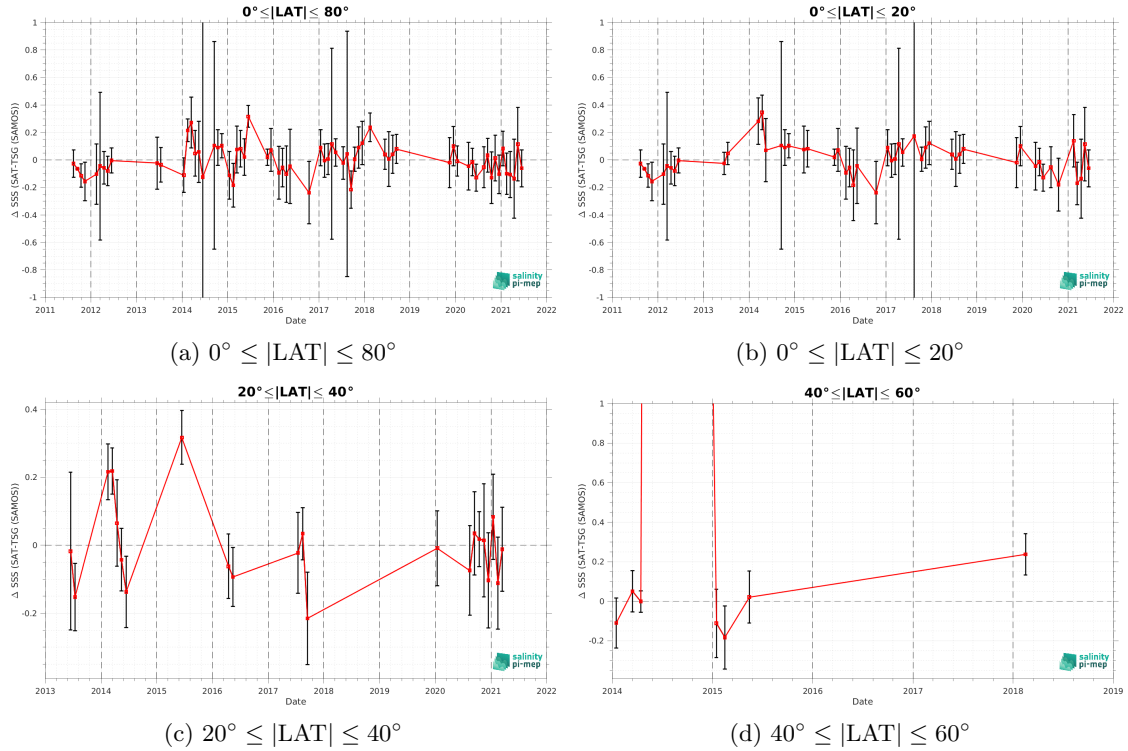 0°≤|LAT|≤ 80°
Δ SSS (SAT-TSG (SAMOS))
1
0.8
0.6
0.4
0.2
0
-0.2
-0.4
-0.6
-0.8
-1
2011 2012 2013 2014 2015 2016 2017 2018 2019 2020 2021 2022
Date
salinity
pi-mep
(a) 0° ≤ |LAT| ≤ 80°
0°≤|LAT|≤ 20°
Δ SSS (SAT-TSG (SAMOS))
1
0.8
0.6
0.4
0.2
0
-0.2
-0.4
-0.6
-0.8
-1
2011 2012 2013 2014 2015 2016 2017 2018 2019 2020 2021 2022
Date
salinity
pi-mep
(b) 0° ≤ |LAT| ≤ 20°
20°≤|LAT|≤ 40°
Δ SSS (SAT-TSG (SAMOS))
0.4
0.2
0
-0.2
2013 2014 2015 2016 2017 2018 2019 2020 2021 2022
Date
salinity
pi-mep
(c) 20° ≤ |LAT| ≤ 40°
40°≤|LAT|≤ 60°
Δ SSS (SAT-TSG (SAMOS))
1
0.8
0.6
0.4
0.2
0
-0.2
2014 2015 2016 2017 2018 2019
Date
salinity
pi-mep
(d) 40° ≤ |LAT| ≤ 60°